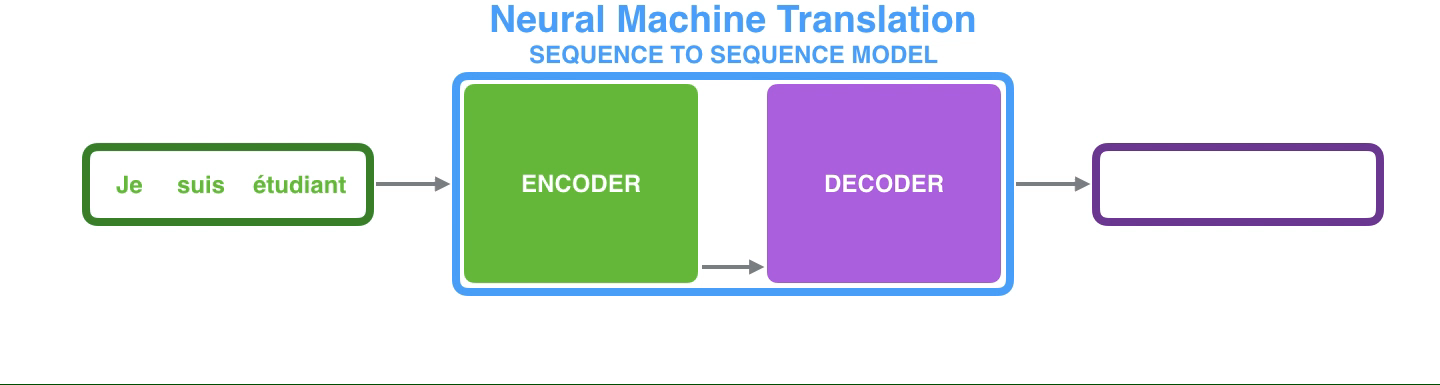 Neural Machine Translation
SEQUENCE TO SEQUENCE MODEL
Je suis étudiant
ENCODER
DECODER